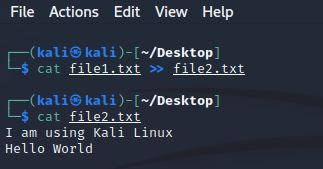 File Actions Edit View Help
┌──(kali㉿kali)-[~/Desktop]
└─$ cat file1.txt >> file2.txt
┌──(kali㉿kali)-[~/Desktop]
└─$ cat file2.txt
I am using Kali Linux
Hello World